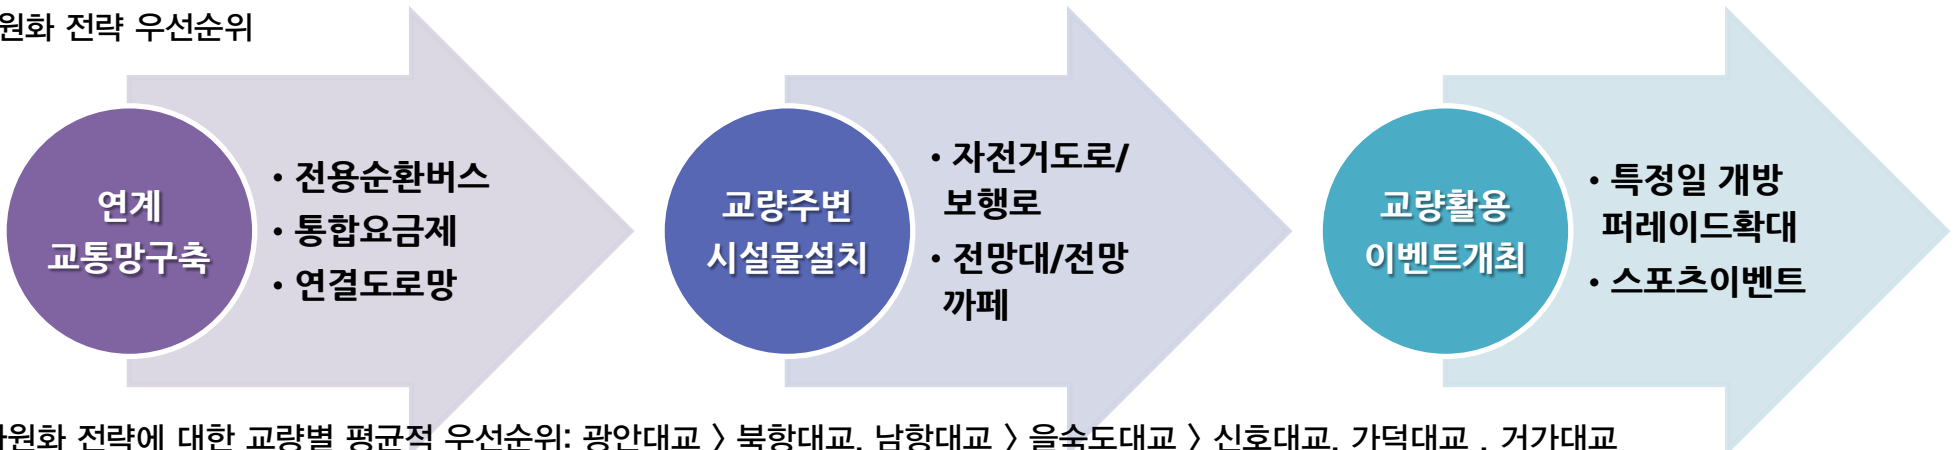 원화 전략 우선순위
연계
교통망구축
• 전용순환버스
• 통합요금제
• 연결도로망
교량주변
시설물설치
• 자전거도로/
보행로
• 전망대/전망
까페
교량활용
이벤트개최
• 특정일 개방
퍼레이드확대
• 스포츠이벤트
자원화 전략에 대한 교량별 평균적 우선순위: 광안대교 > 북항대교, 남항대교 > 을숙도대교 > 신호대교, 가덕대교 , 거가대교